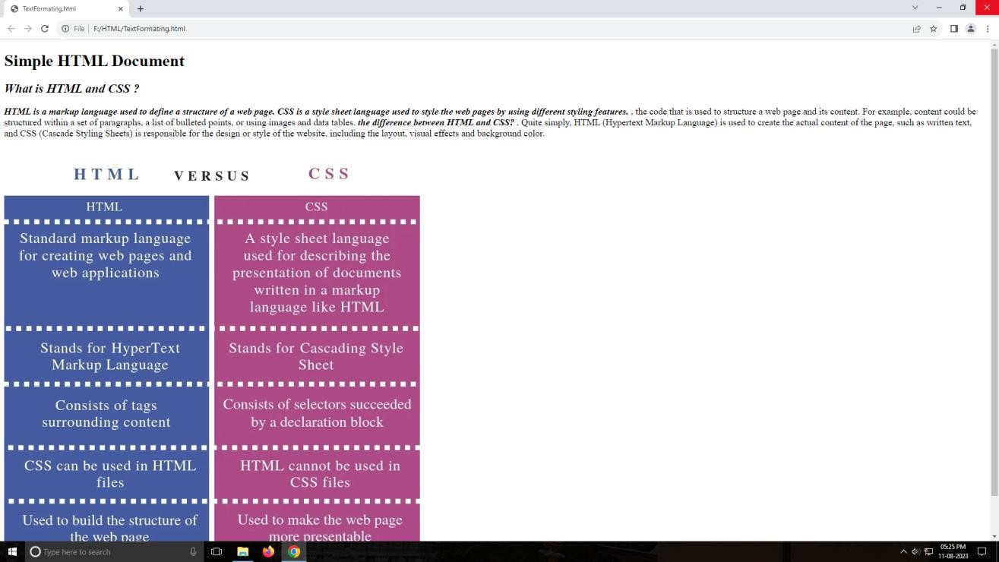 TextFormating.html
File
F:/HTML/TextFormating.html
Simple HTML Document
What is HTML and CSS ?
HTML is a markup language used to define a structure of a web page. CSS is a style sheet language used to style the web pages by using different styling features. , the code that is used to structure a web page and its content. For example, content could be
structured within a set of paragraphs, a list of bulleted points, or using images and data tables. the difference between HTML and CSS? . Quite simply, HTML (Hypertext Markup Language) is used to create the actual content of the page, such as written text,
and CSS (Cascade Styling Sheets) is responsible for the design or style of the website, including the layout, visual effects and background color.
HTML VERSUS CSS
HTML
Standard markup language
for creating web pages and
web applications
Stands for HyperText
Markup Language
Consists of tags
surrounding content
CSS can be used in HTML
files
Used to build the structure of
the web page
CSS
A style sheet language
used for describing the
presentation of documents
written in a markup
language like HTML
Stands for Cascading Style
Sheet
Consists of selectors succeeded
by a declaration block
HTML cannot be used in
CSS files
Used to make the web page
more presentable
Type here to search
05:25 PM
11-08-2023